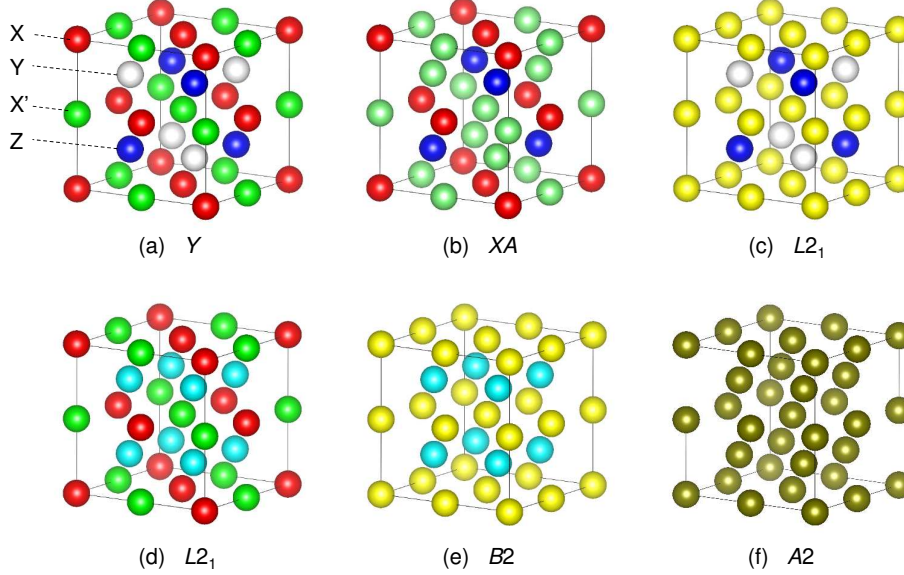 X
Y
X'
Z
(a) Y
(b) XA
(c) L2₁
(d) L2₁
(e) B2
(f) A2